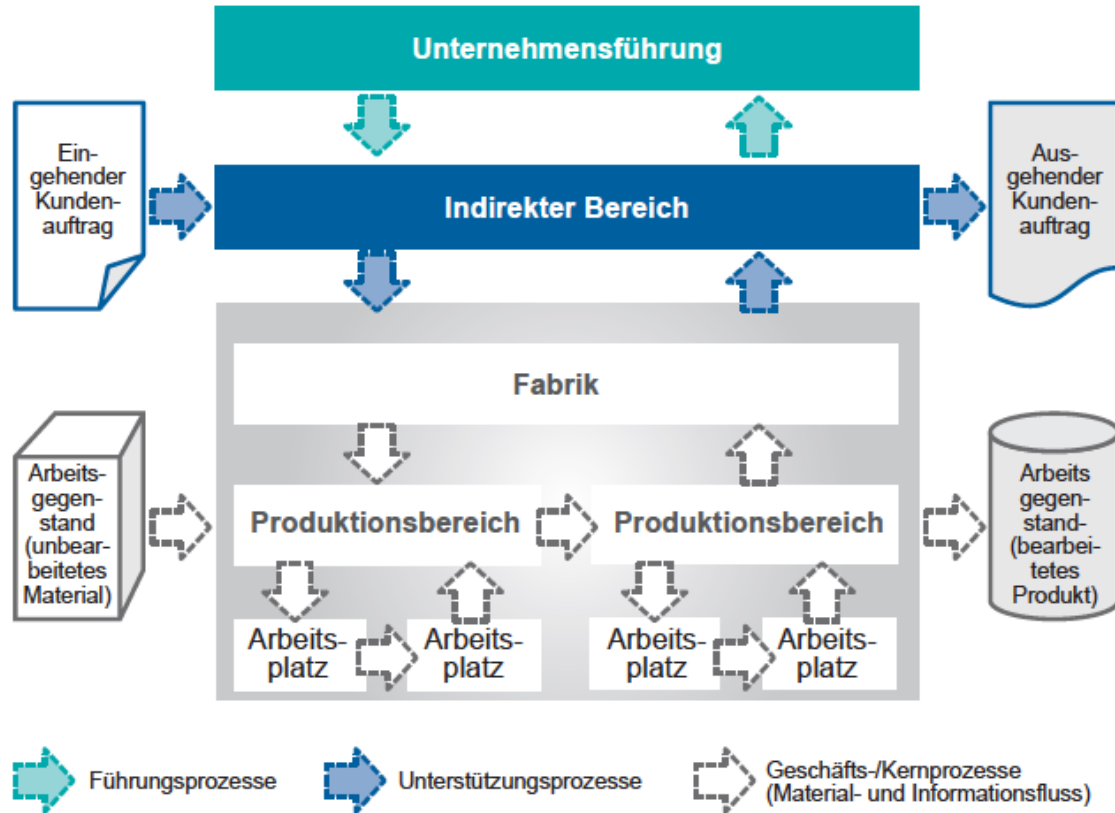 Unternehmensführung
Ein-
gehender
Kunden-
auftrag
Indirekter Bereich
Aus-
gehender
Kunden-
auftrag
Fabrik
Arbeits-
gegen-
stand
(unbear-
beitetes
Material)
Produktionsbereich
Produktionsbereich
Arbeits
gegen-
stand-
(bearbei-
tetes
Produkt)
Arbeits-
platz
Arbeits-
platz
Arbeits-
platz
Arbeits-
platz
Führungsprozesse
Unterstützungsprozesse
Geschäfts-/Kernprozesse
(Material- und Informationsfluss)